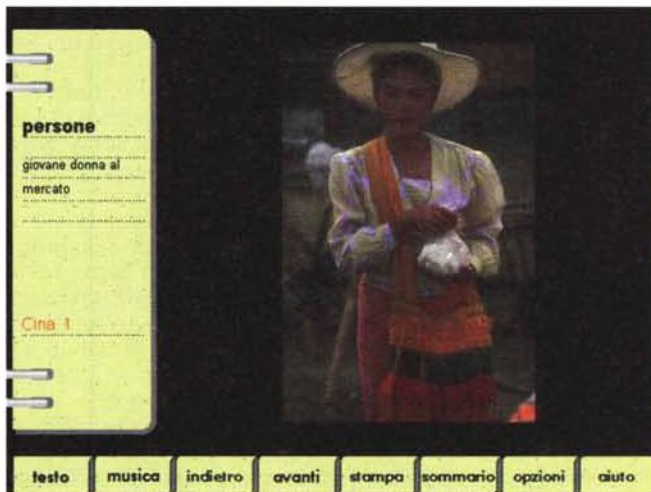 persone
giovane donna al
mercato
Cina 1
testo musica indietro avanti stampa sommario opzioni aiuto